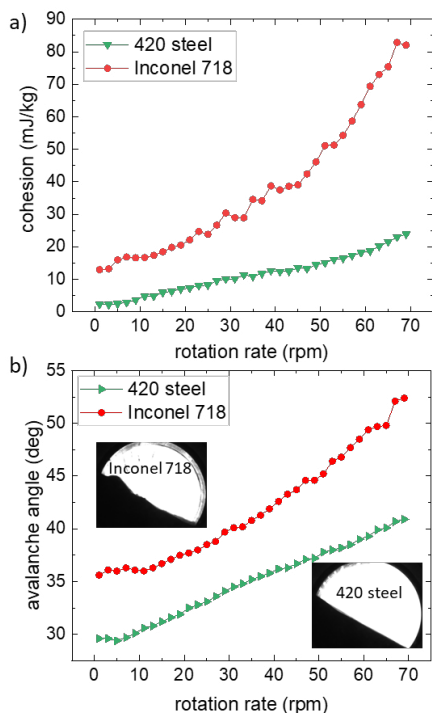 a)
420 steel
Inconel 718
cohesion (mJ/kg)
90
80
70
60
50
40
30
20
10
0
0 10 20 30 40 50 60 70
rotation rate (rpm)
b)
420 steel
Inconel 718
avalanche angle (deg)
55
50
45
40
35
30
Inconel 718
420 steel
0 10 20 30 40 50 60 70
rotation rate (rpm)